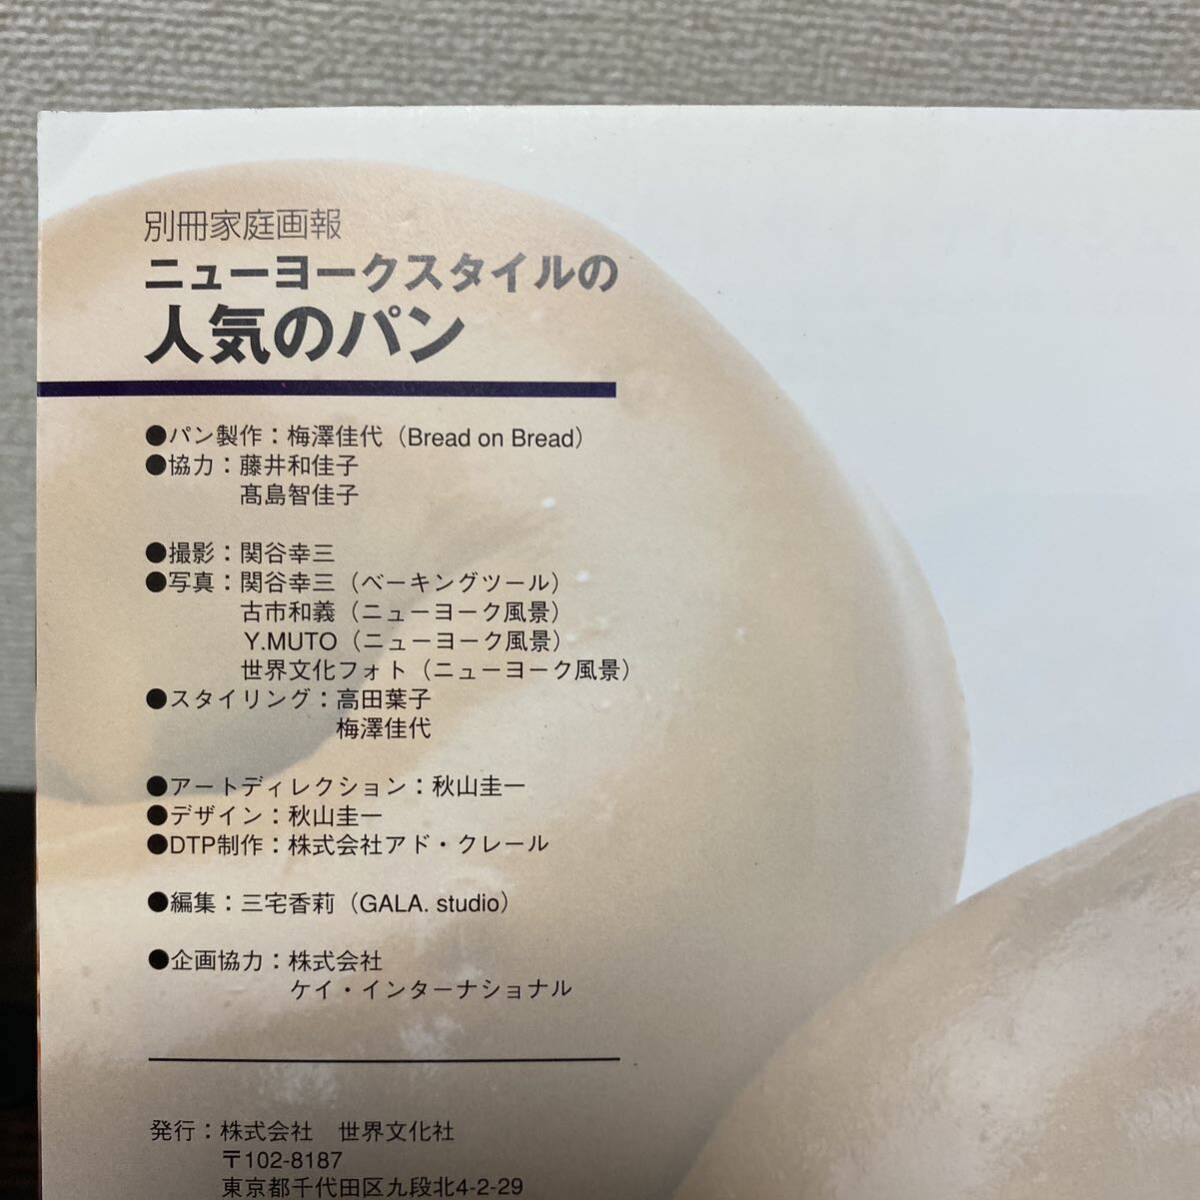 別冊家庭画報
ニューヨークスタイルの
人気のパン
●パン製作：梅澤佳代（Bread on Bread）
●協力：藤井和佳子
髙島智佳子
●撮影：関谷幸三
●写真：関谷幸三（ベーキングツール）
古市和義（ニューヨーク風景）
Y.MUTO（ニューヨーク風景）
世界文化フォト（ニューヨーク風景）
●スタイリング：高田葉子
梅澤佳代
●アートディレクション：秋山圭一
●デザイン：秋山圭一
●DTP制作：株式会社アド・クレール
●編集：三宅香莉（GALA. studio）
●企画協力：株式会社
ケイ・インターナショナル
発行：株式会社　世界文化社
〒102-8187
東京都千代田区九段北4-2-29